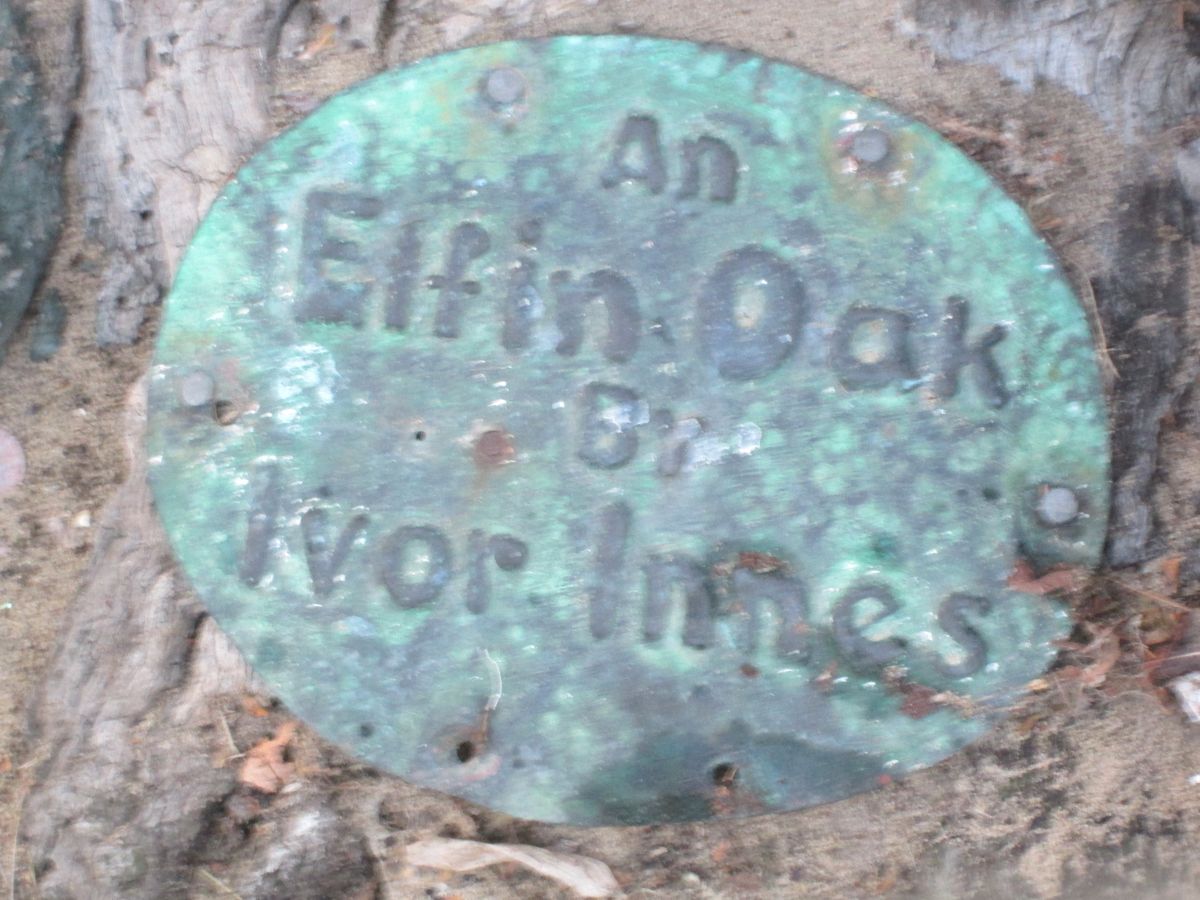 An
Elfin Oak
By
Ivor Innes